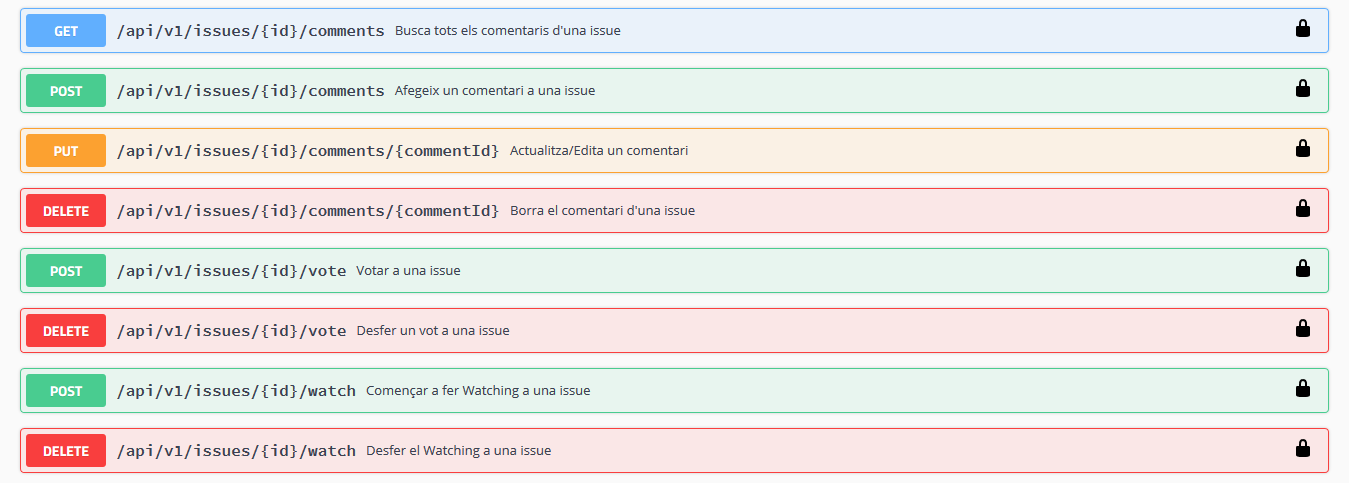 GET /api/v1/issues/{id}/comments Busca tots els comentaris d'una issue
POST /api/v1/issues/{id}/comments Afegeix un comentari a una issue
PUT /api/v1/issues/{id}/comments/{commentId} Actualitza/Edita un comentari
DELETE /api/v1/issues/{id}/comments/{commentId} Borra el comentari d'una issue
POST /api/v1/issues/{id}/vote Votar a una issue
DELETE /api/v1/issues/{id}/vote Desfer un vot a una issue
POST /api/v1/issues/{id}/watch Començar a fer Watching a una issue
DELETE /api/v1/issues/{id}/watch Desfer el Watching a una issue